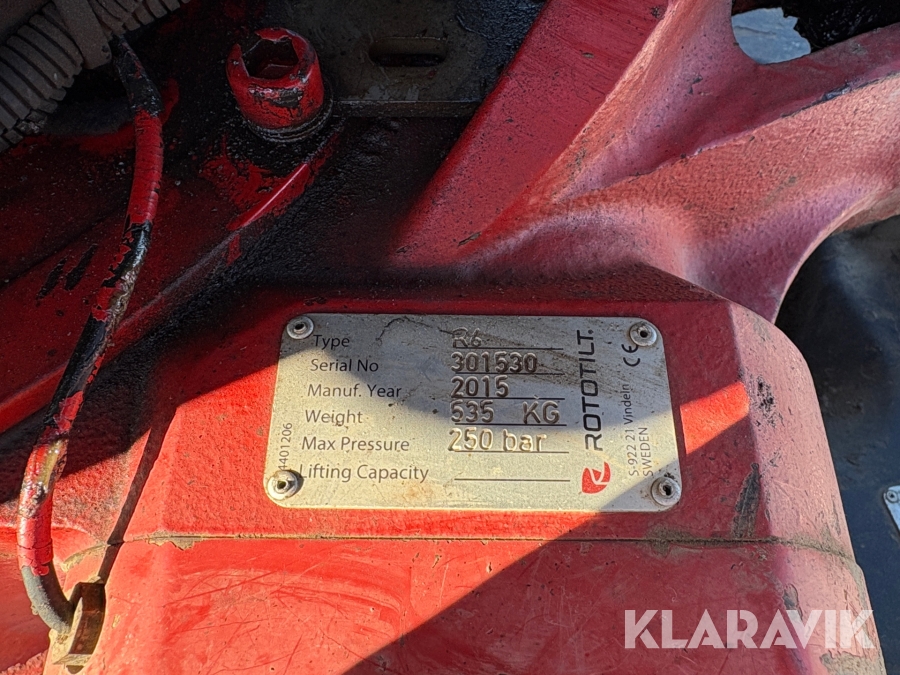 Type R6
Serial No 301530
Manuf. Year 2015
Weight 535 KG
Max Pressure 250 bar
Lifting Capacity
4401206
ROTOTILT.
CE
S-922 21 Vindeln
SWEDEN
KLARAVIK